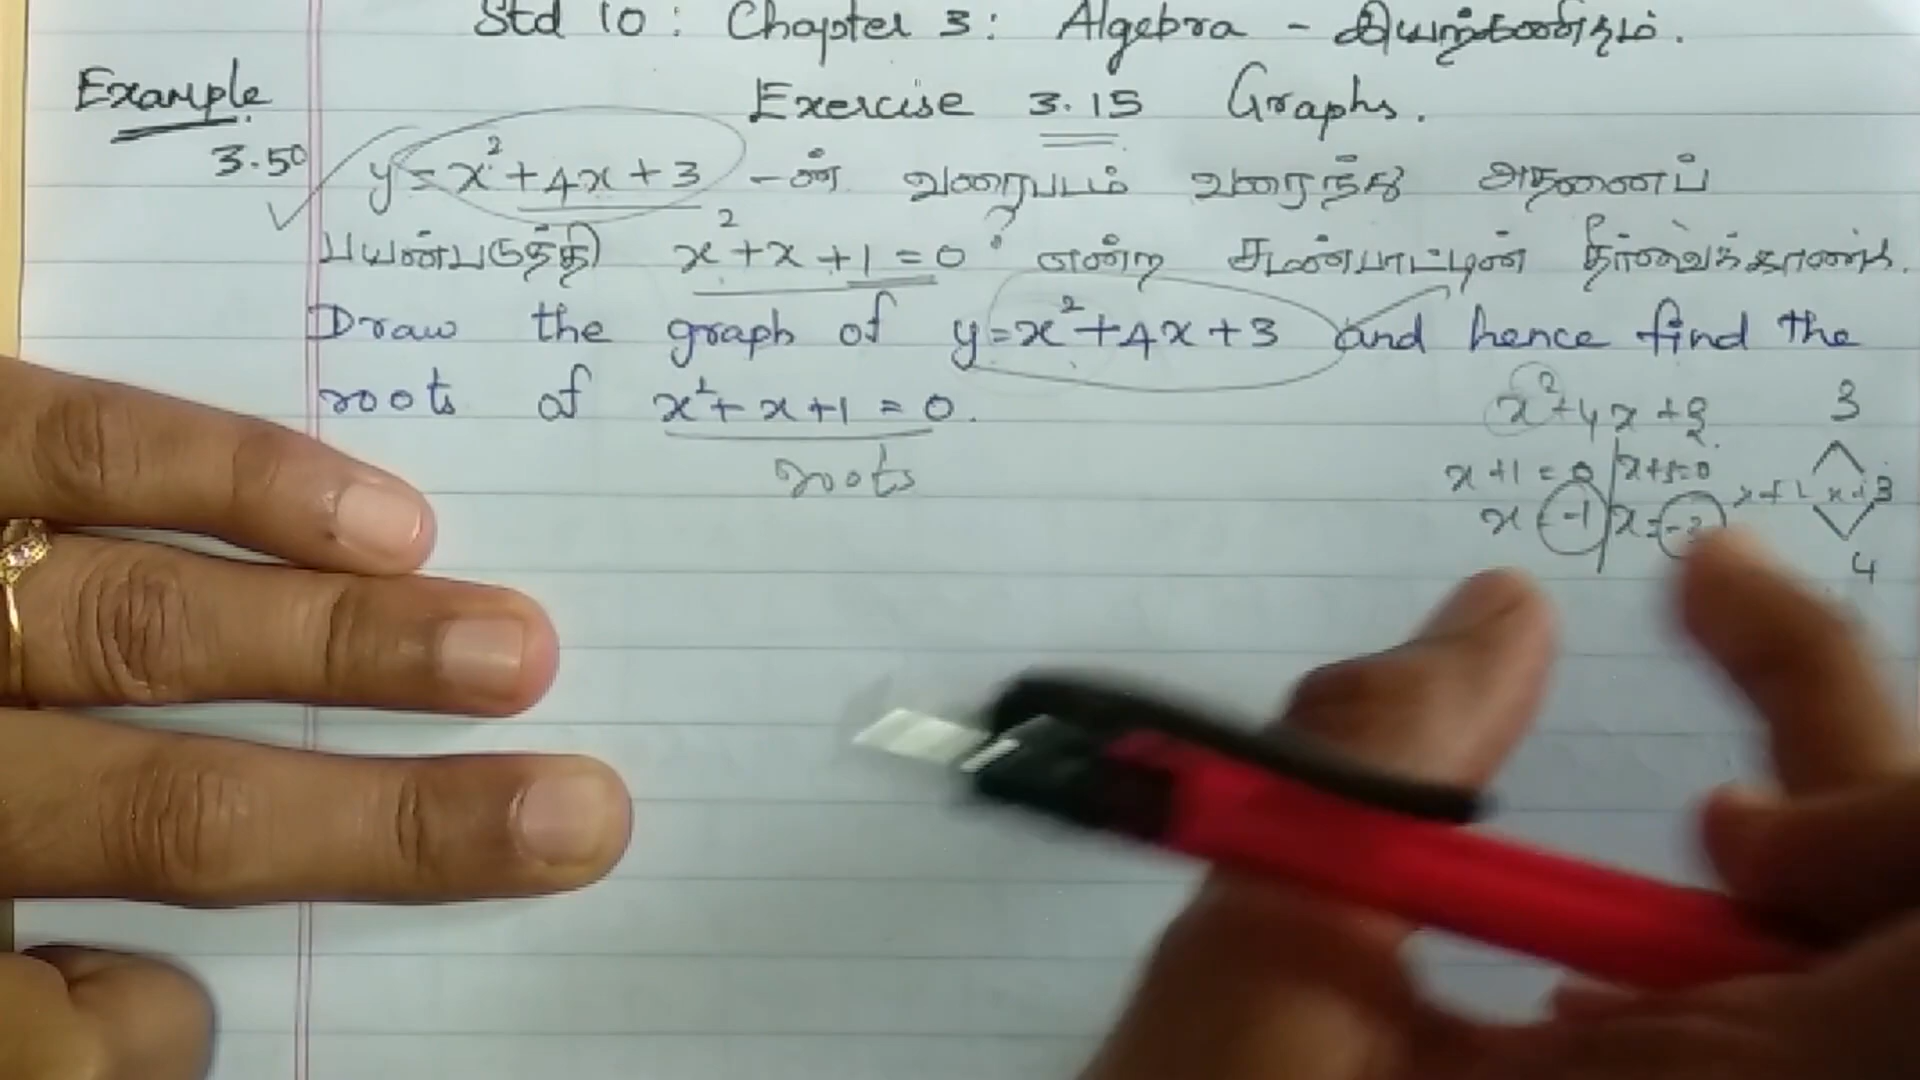 Std 10 : Chapter 3 : Algebra - இயற்கணிதம்.
Example
3.50
Exercise 3.15 Graphs.
y = x² + 4x + 3 -ன் வரைபடம் வரைந்து அதனைப்
பயன்படுத்தி x² + x + 1 = 0 என்ற சமன்பாட்டின் தீர்வைக்காண்க.
Draw the graph of y = x² + 4x + 3 and hence find the
roots of x² + x + 1 = 0.
roots
x² + 4x + 3
x + 1 = 0
x = -1
x = -3
3
x + 1 x + 3
4